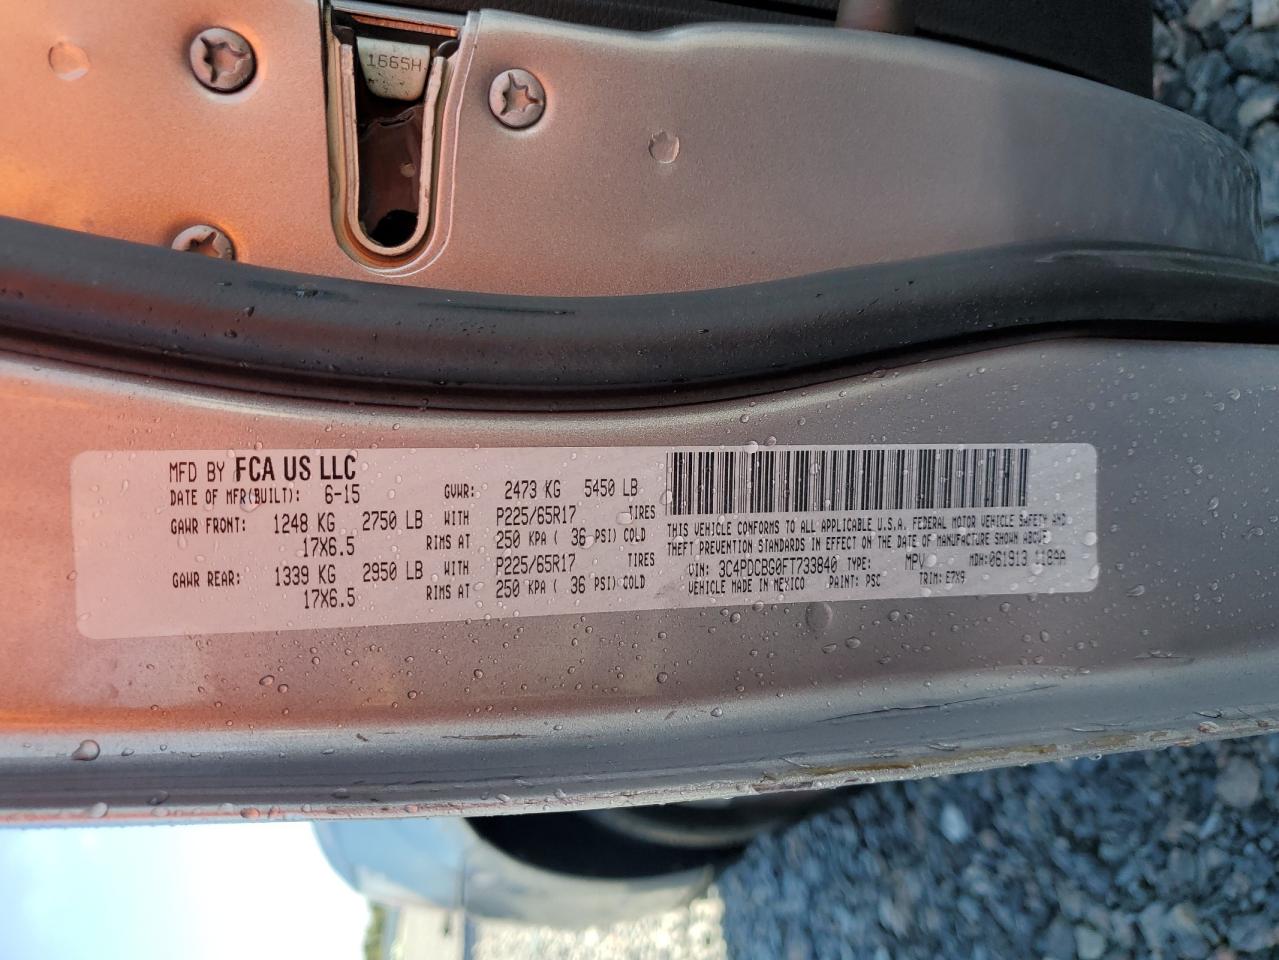 1665H
MFD BY FCA US LLC
DATE OF MFR(BUILT): 6-15 GVWR: 2473 KG 5450 LB
GAWR FRONT: 1248 KG 2750 LB WITH P225/65R17 TIRES
17X6.5 RIMS AT 250 KPA ( 36 PSI) COLD
GAWR REAR: 1339 KG 2950 LB WITH P225/65R17 TIRES
17X6.5 RIMS AT 250 KPA ( 36 PSI) COLD
THIS VEHICLE CONFORMS TO ALL APPLICABLE U.S.A. FEDERAL MOTOR VEHICLE SAFETY AND
THEFT PREVENTION STANDARDS IN EFFECT ON THE DATE OF MANUFACTURE SHOWN ABOVE
VIN: 3C4PDCBG0FT733840 TYPE: MPV MDH: 061913 118AA
VEHICLE MADE IN MEXICO PAINT: PSC TRIM: E7X9